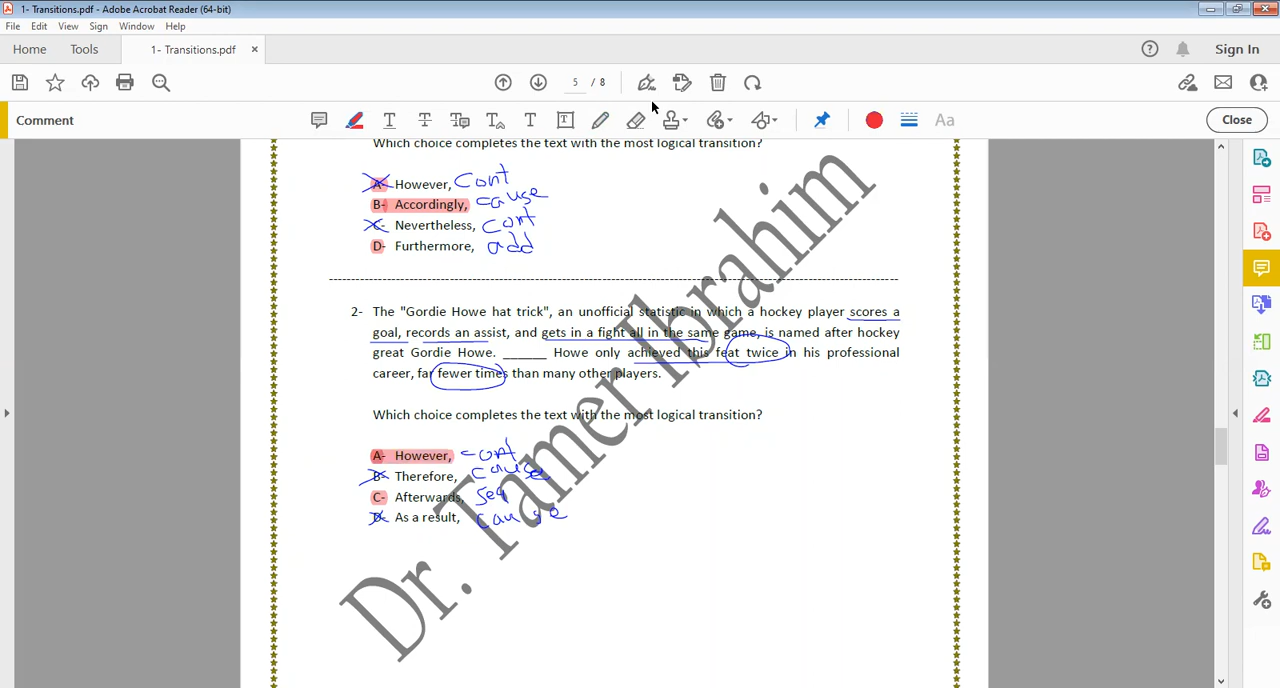 1- Transitions.pdf - Adobe Acrobat Reader (64-bit)
File Edit View Sign Window Help
Home Tools 1- Transitions.pdf × Sign In
5 / 8
Comment Aa Close
Which choice completes the text with the most logical transition?
A- However, cont
B- Accordingly, cause
C- Nevertheless, cont
D- Furthermore, add
2- The "Gordie Howe hat trick", an unofficial statistic in which a hockey player scores a
goal, records an assist, and gets in a fight all in the same game, is named after hockey
great Gordie Howe. ______ Howe only achieved this feat twice in his professional
career, far fewer times than many other players.
Which choice completes the text with the most logical transition?
A- However, cont
B- Therefore, cause
C- Afterwards, seq
D- As a result, cause
Dr. Tamer Ibrahim